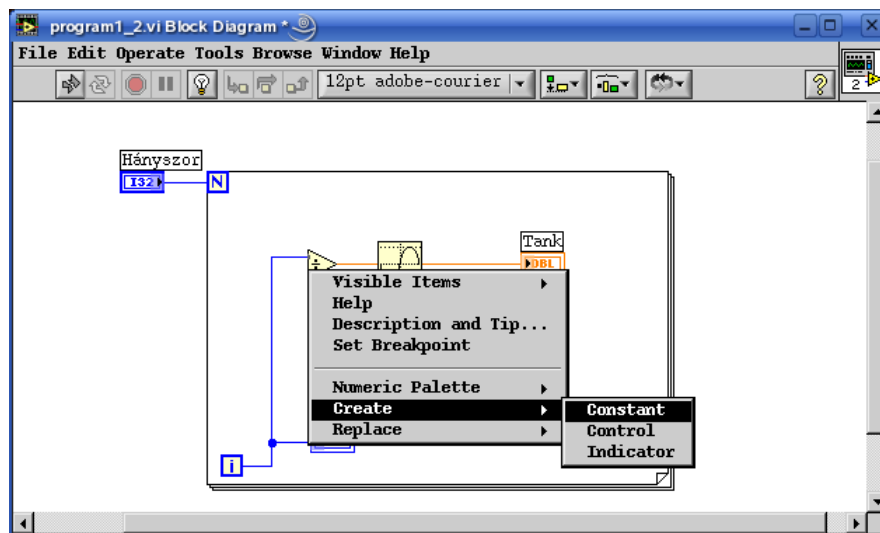 program1_2.vi Block Diagram *
File Edit Operate Tools Browse Window Help
12pt adobe-courier
?
2
Hányszor
I32
N
Tank
÷
DBL
Visible Items
Help
Description and Tip...
Set Breakpoint
Numeric Palette
Create
Constant
Replace
Control
Indicator
i